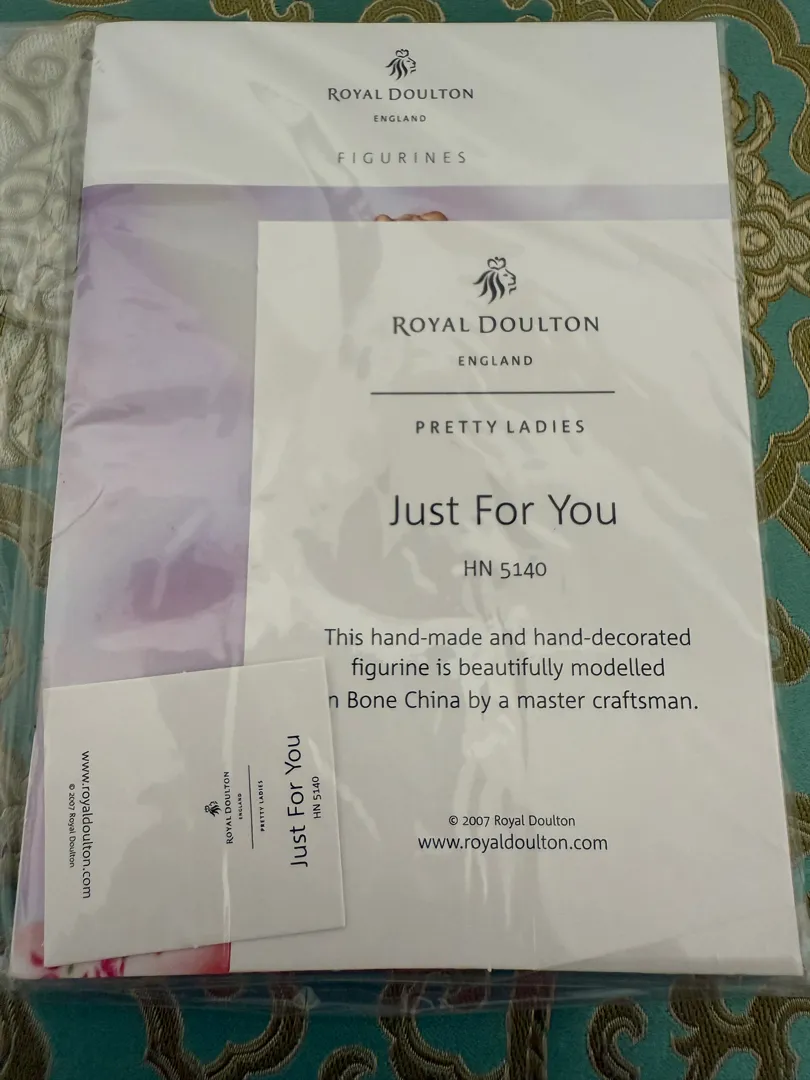 ROYAL DOULTON
ENGLAND
FIGURINES
ROYAL DOULTON
ENGLAND
PRETTY LADIES
Just For You
HN 5140
This hand-made and hand-decorated
figurine is beautifully modelled
n Bone China by a master craftsman.
© 2007 Royal Doulton
www.royaldoulton.com
ROYAL DOULTON
ENGLAND
PRETTY LADIES
Just For You
HN 5140
www.royaldoulton.com
© 2007 Royal Doulton